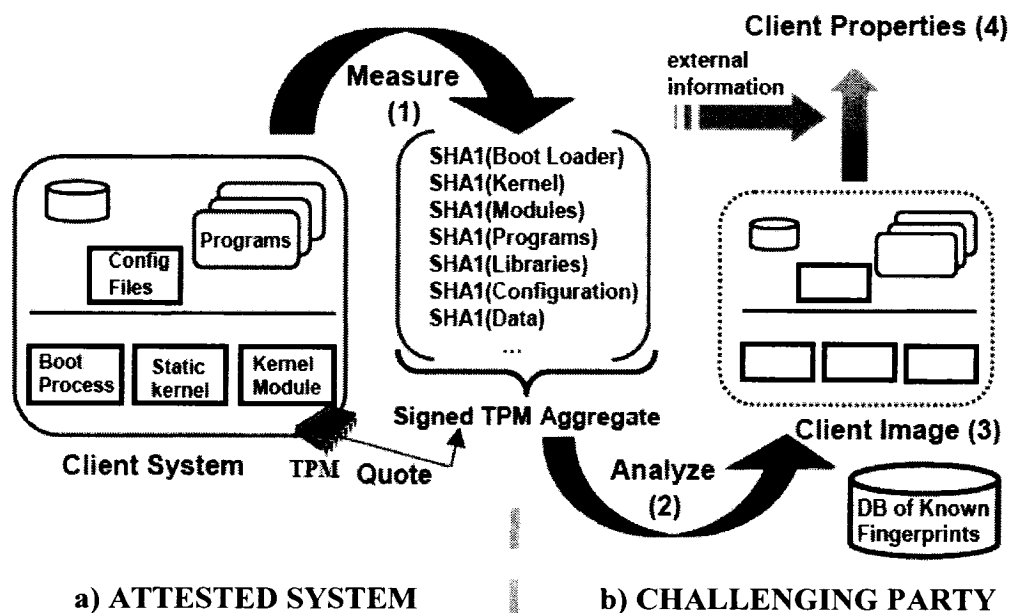 Measure
(1)
Client Properties (4)
external
information
SHA1(Boot Loader)
SHA1(Kernel)
SHA1(Modules)
SHA1(Programs)
SHA1(Libraries)
SHA1(Configuration)
SHA1(Data)
...
Programs
Config
Files
Boot
Process
Static
kernel
Kernel
Module
Client System
TPM
Quote
Signed TPM Aggregate
Analyze
(2)
Client Image (3)
DB of Known
Fingerprints
a) ATTESTED SYSTEM
b) CHALLENGING PARTY